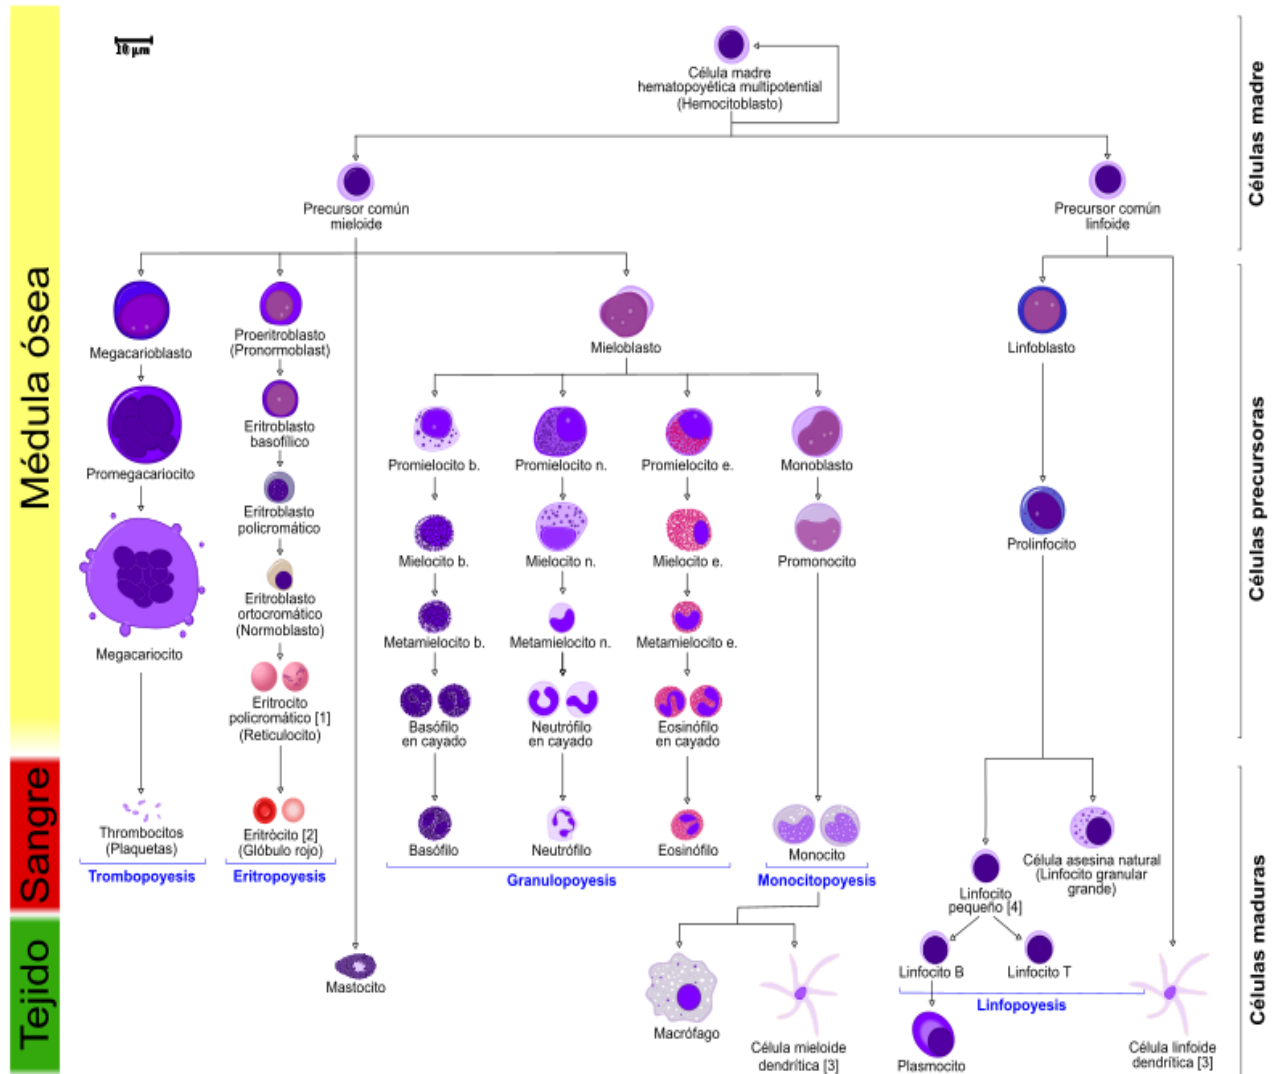 10 µm
Célula madre
hematopoyética multipotential
(Hemocitoblasto)
Células madre
Precursor común
mieloide
Precursor común
linfoide
Médula ósea
Megacarioblasto
Proeritroblasto
(Pronormoblast)
Mieloblasto
Linfoblasto
Eritroblasto
basofílico
Promegacariocito
Promielocito b.
Promielocito n.
Promielocito e.
Monoblasto
Células precursoras
Eritroblasto
policromático
Mielocito b.
Mielocito n.
Mielocito e.
Promonocito
Prolinfocito
Eritroblasto
ortocromático
(Normoblasto)
Megacariocito
Metamielocito b.
Metamielocito n.
Metamielocito e.
Eritrocito
policromático [1]
(Reticulocito)
Basófilo
en cayado
Neutrófilo
en cayado
Eosinófilo
en cayado
Sangre
Thrombocitos
(Plaquetas)
Eritròcito [2]
(Glóbulo rojo)
Basófilo
Neutrófilo
Eosinófilo
Monocito
Célula asesina natural
(Linfocito granular
grande)
Trombopoyesis
Eritropoyesis
Granulopoyesis
Monocitopoyesis
Linfocito
pequeño [4]
Células maduras
Tejido
Mastocito
Linfocito B
Linfocito T
Linfopoyesis
Macrófago
Célula mieloide
dendrítica [3]
Plasmocito
Célula linfoide
dendrítica [3]